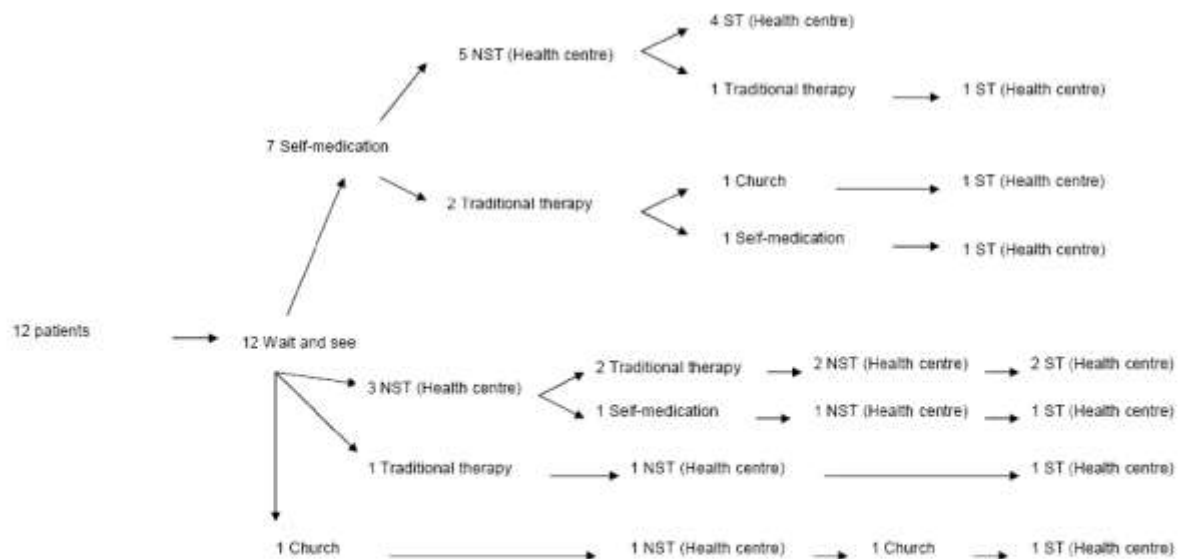 4 ST (Health centre)
5 NST (Health centre)
1 Traditional therapy
1 ST (Health centre)
7 Self-medication
1 Church
1 ST (Health centre)
2 Traditional therapy
1 Self-medication
1 ST (Health centre)
12 patients
12 Wait and see
2 Traditional therapy
2 NST (Health centre)
2 ST (Health centre)
3 NST (Health centre)
1 Self-medication
1 NST (Health centre)
1 ST (Health centre)
1 Traditional therapy
1 NST (Health centre)
1 ST (Health centre)
1 Church
1 NST (Health centre)
1 Church
1 ST (Health centre)